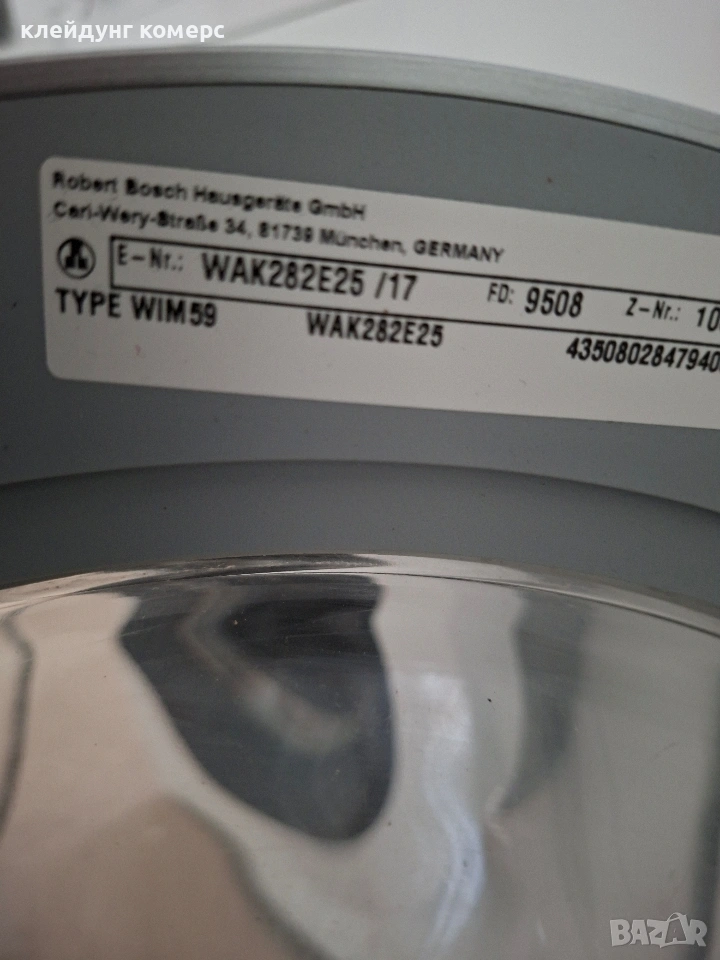 клейдунг комерс
Robert Bosch Hausgeräte GmbH
Carl-Wery-Straße 34, 81739 München, GERMANY
E-Nr.: WAK282E25 /17 FD: 9508 Z-Nr.: 10
TYPE WIM59 WAK282E25 4350802847940
BAZAR